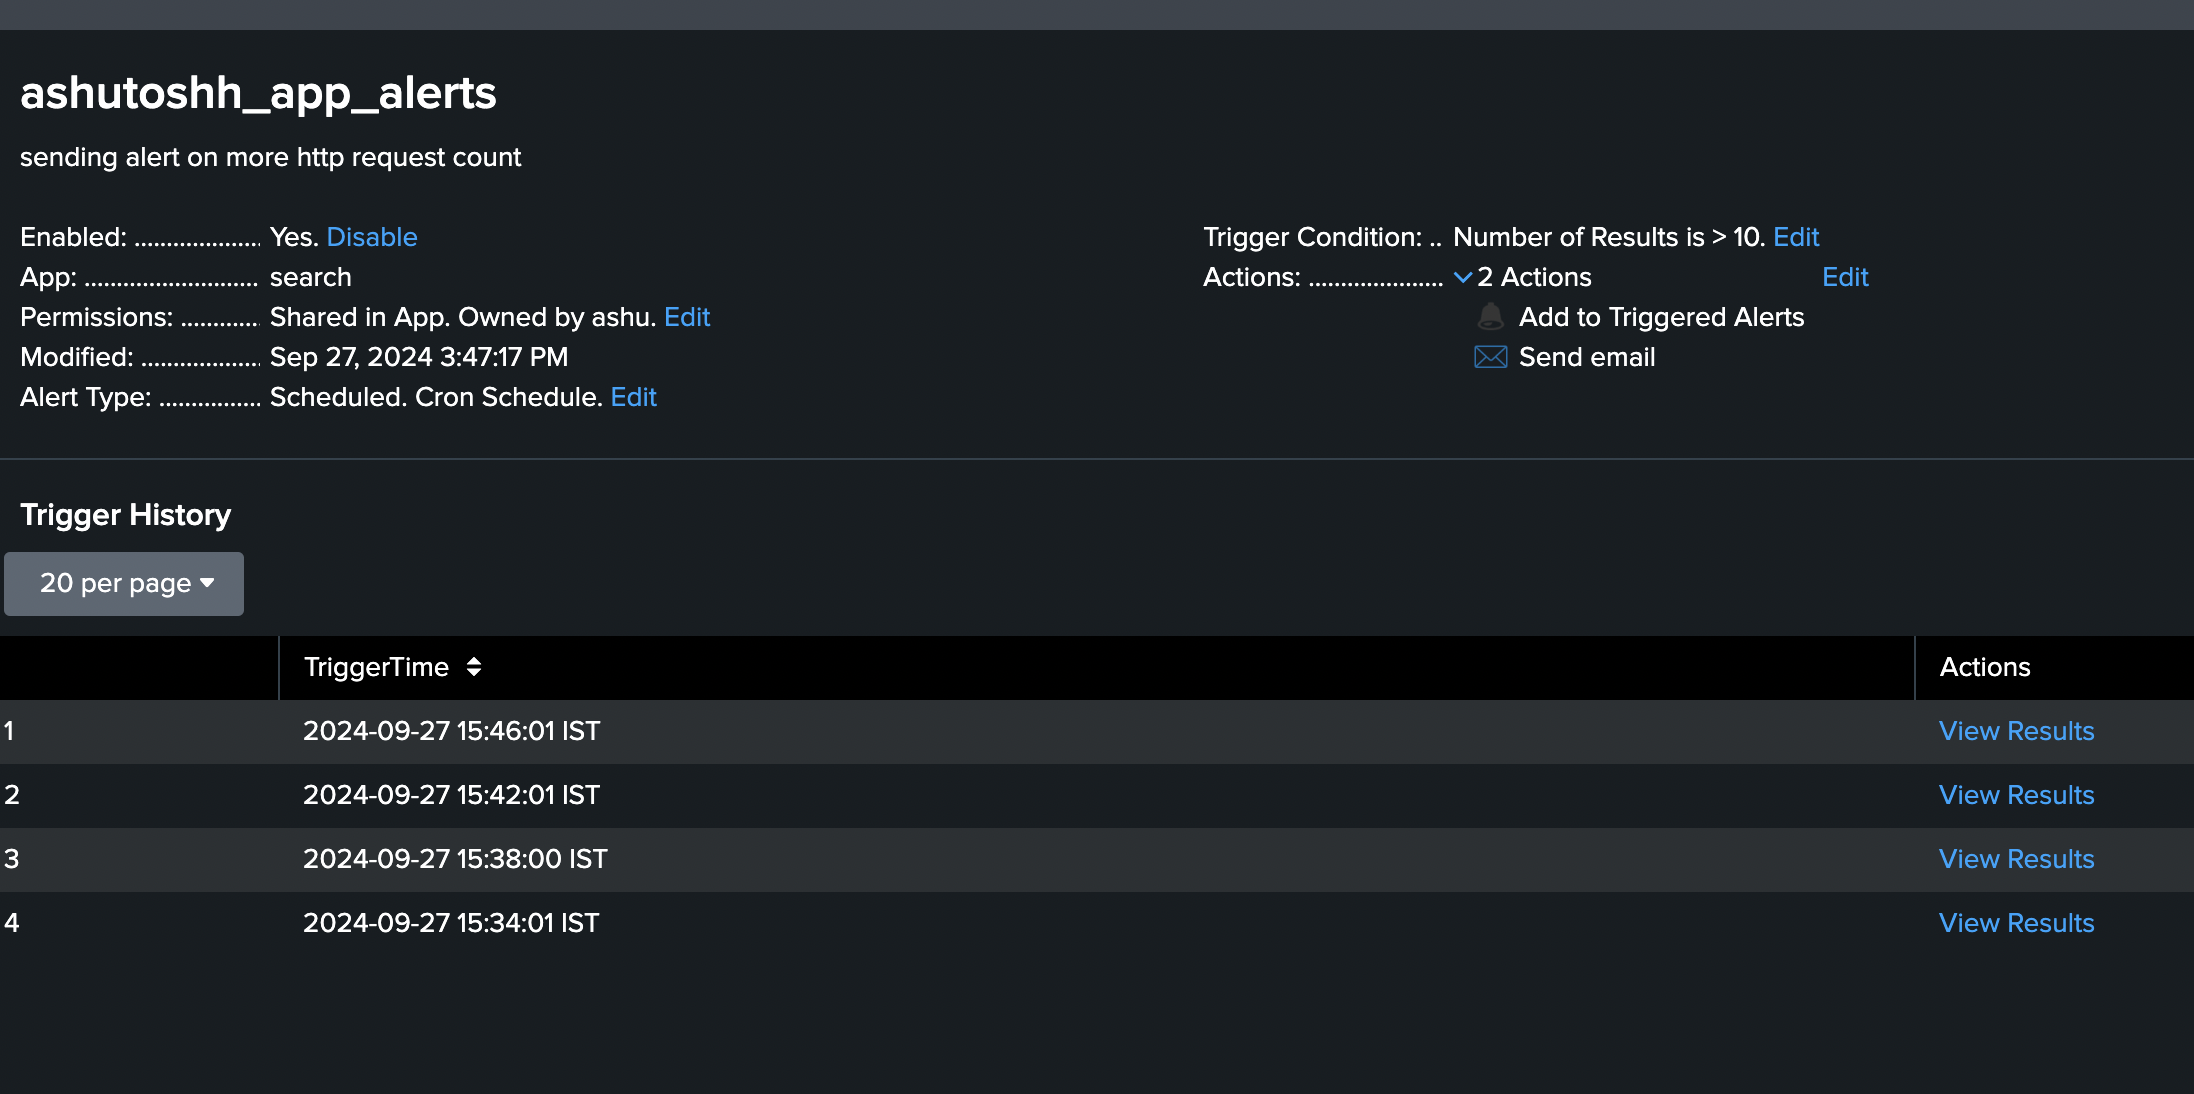 ashutoshh_app_alerts
sending alert on more http request count
Enabled: .................... Yes. Disable
App: ........................... search
Permissions: ............ Shared in App. Owned by ashu. Edit
Modified: ................... Sep 27, 2024 3:47:17 PM
Alert Type: ................ Scheduled. Cron Schedule. Edit
Trigger Condition: .. Number of Results is > 10. Edit
Actions: ..................... 2 Actions Edit
Add to Triggered Alerts
Send email
Trigger History
20 per page
TriggerTime Actions
1 2024-09-27 15:46:01 IST View Results
2 2024-09-27 15:42:01 IST View Results
3 2024-09-27 15:38:00 IST View Results
4 2024-09-27 15:34:01 IST View Results